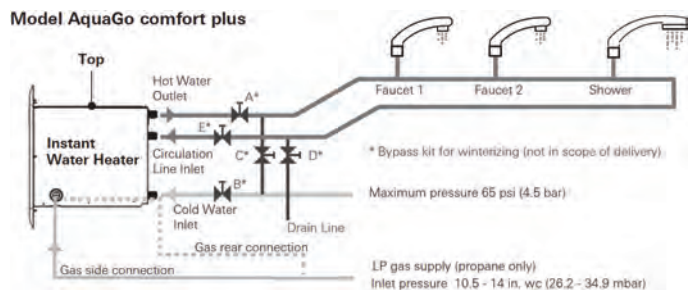 Model AquaGo comfort plus
Top
Hot Water
Outlet
A*
Faucet 1
Faucet 2
Shower
Instant
Water Heater
E*
Circulation
Line Inlet
C*
D*
* Bypass kit for winterizing (not in scope of delivery)
B*
Maximum pressure 65 psi (4.5 bar)
Cold Water
Inlet
Drain Line
Gas rear connection
Gas side connection
LP gas supply (propane only)
Inlet pressure 10.5 - 14 in. wc (26.2 - 34.9 mbar)